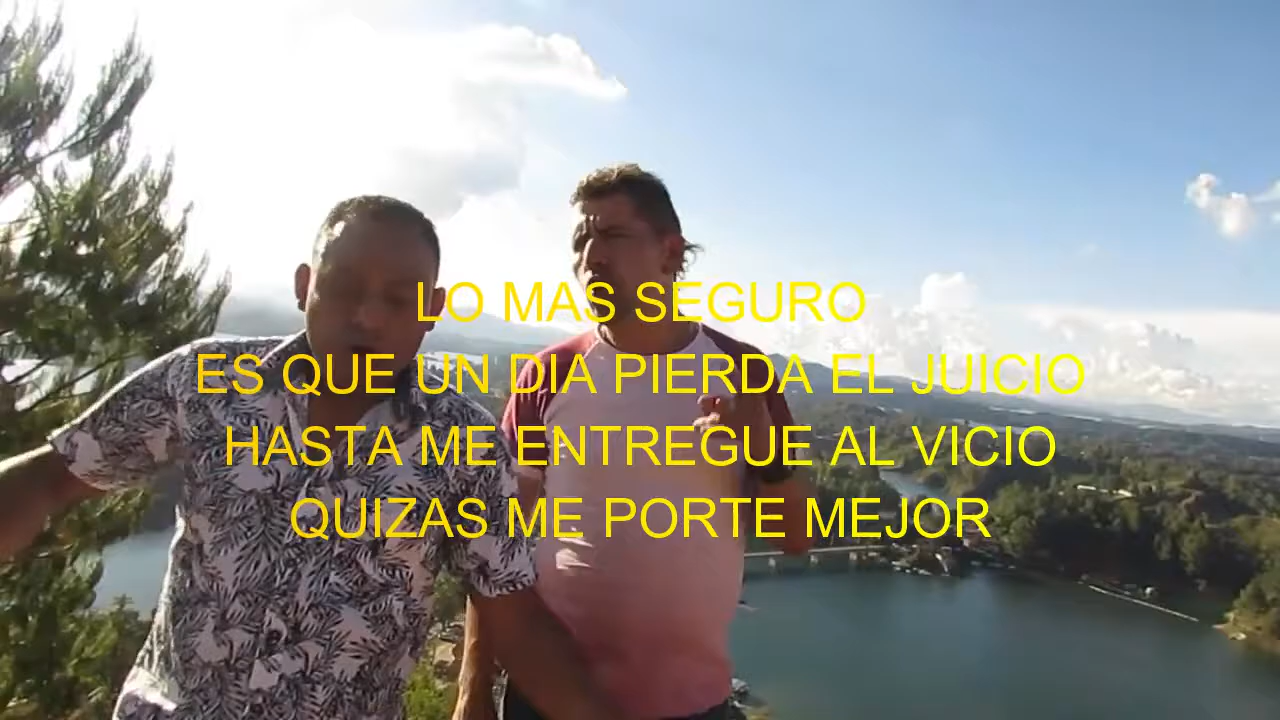 LO MAS SEGURO
ES QUE UN DIA PIERDA EL JUICIO
HASTA ME ENTREGUE AL VICIO
QUIZAS ME PORTE MEJOR